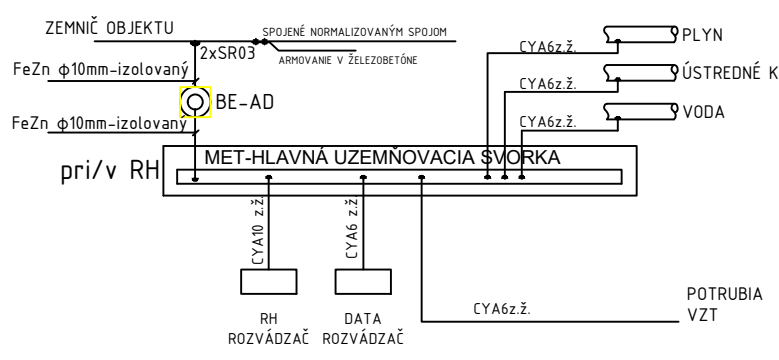 ZEMNIČ OBJEKTU
SPOJENÉ NORMALIZOVANÝM SPOJOM
2xSR03
ARMOVANIE V ŽELEZOBETÓNE
FeZn ϕ10mm-izolovaný
BE-AD
FeZn ϕ10mm-izolovaný
CYA6z.ž.
PLYN
CYA6z.ž.
ÚSTREDNÉ K
CYA6z.ž.
VODA
pri/v RH
MET-HLAVNÁ UZEMŇOVACIA SVORKA
CYA10 z.ž.
CYA6 z.ž.
CYA6z.ž.
POTRUBIA
VZT
RH
ROZVÁDZAČ
DATA
ROZVÁDZAČ